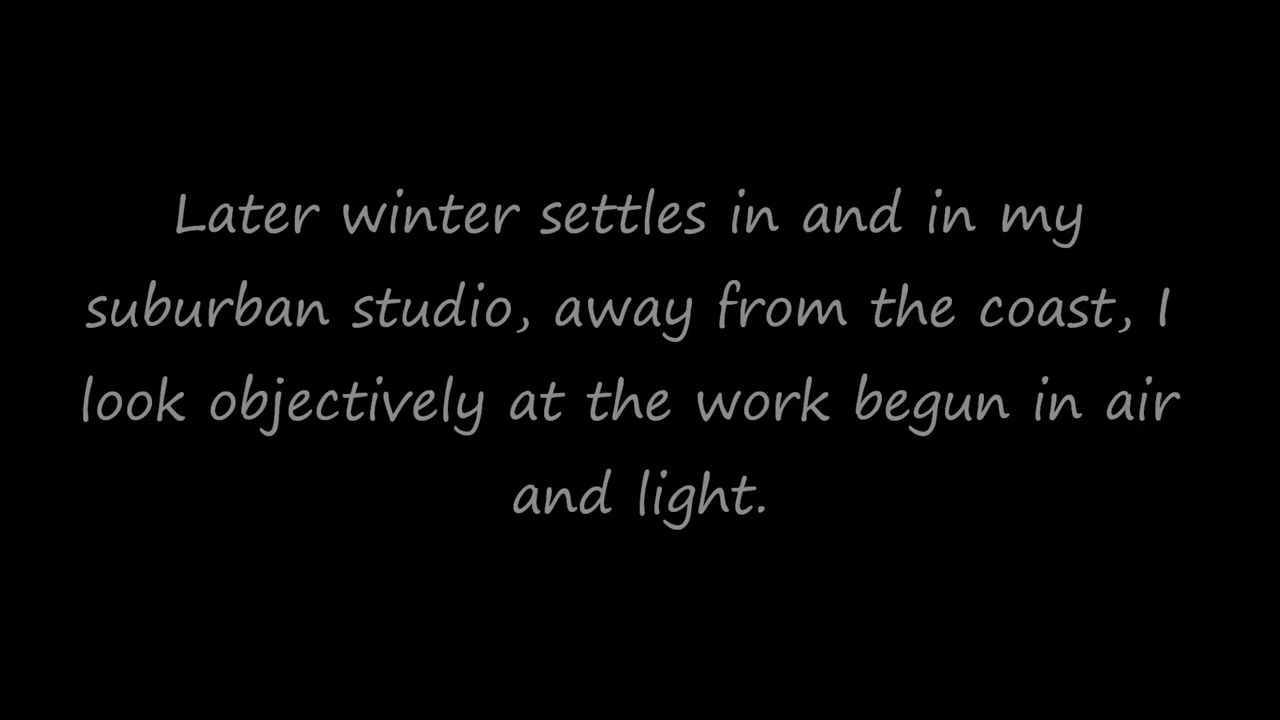 Later winter settles in and in my
suburban studio, away from the coast, I
look objectively at the work begun in air
and light.